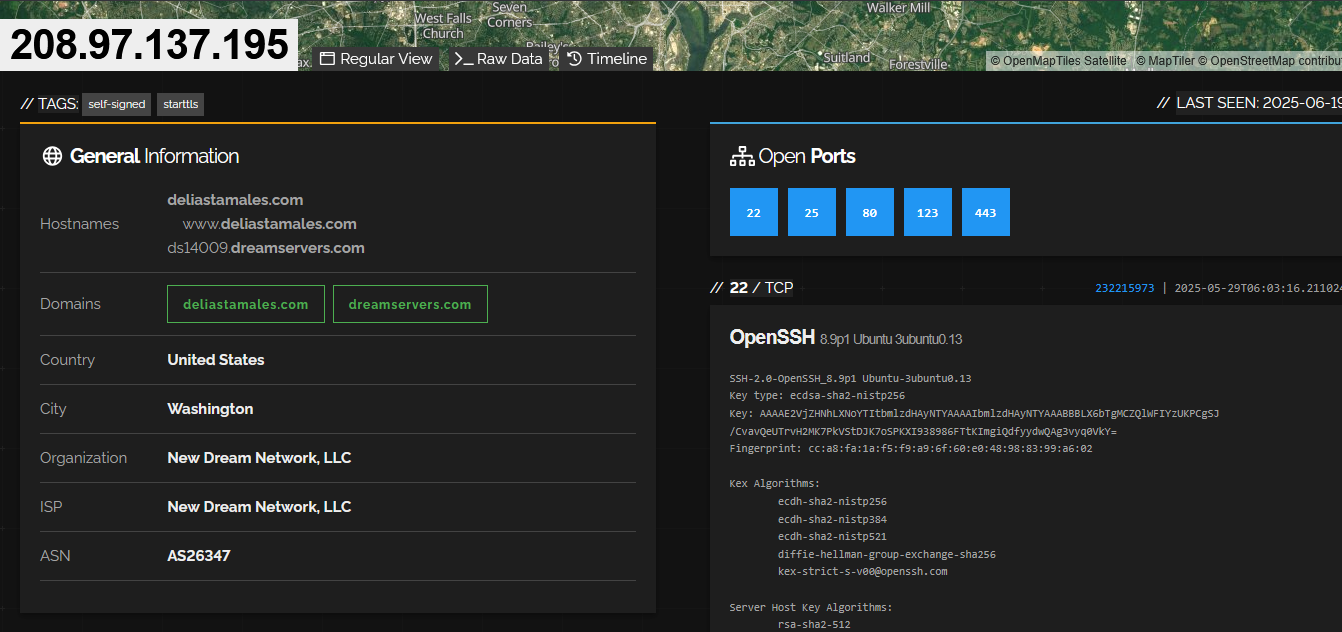 Seven
Corners
Walker Mill
West Falls
Church
Bailey's
208.97.137.195
Regular View
Raw Data
Timeline
Suitland
Forestville
© OpenMapTiles Satellite © MapTiler © OpenStreetMap contribu
// TAGS: self-signed starttls
// LAST SEEN: 2025-06-19
General Information
Hostnames
deliastamales.com
www.deliastamales.com
ds14009.dreamservers.com
Domains
deliastamales.com dreamservers.com
Country United States
City Washington
Organization New Dream Network, LLC
ISP New Dream Network, LLC
ASN AS26347
Open Ports
22 25 80 123 443
// 22 / TCP
232215973 | 2025-05-29T06:03:16.211024
OpenSSH 8.9p1 Ubuntu 3ubuntu0.13
SSH-2.0-OpenSSH_8.9p1 Ubuntu-3ubuntu0.13
Key type: ecdsa-sha2-nistp256
Key: AAAAE2VjZHNhLXNoYTItbmlzdHAyNTYAAAAIbmlzdHAyNTYAAABBBLX6bTgMCZQlWFIYzUKPCgSJ
/CvavQeUTrvH2MK7PkVStDJK7oSPKXI938986FTtKImgiQdfyydwQAg3vyq0VkY=
Fingerprint: cc:a8:fa:1a:f5:f9:a9:6f:60:e0:48:98:83:99:a6:02
Kex Algorithms:
ecdh-sha2-nistp256
ecdh-sha2-nistp384
ecdh-sha2-nistp521
diffie-hellman-group-exchange-sha256
kex-strict-s-v00@openssh.com
Server Host Key Algorithms:
rsa-sha2-512